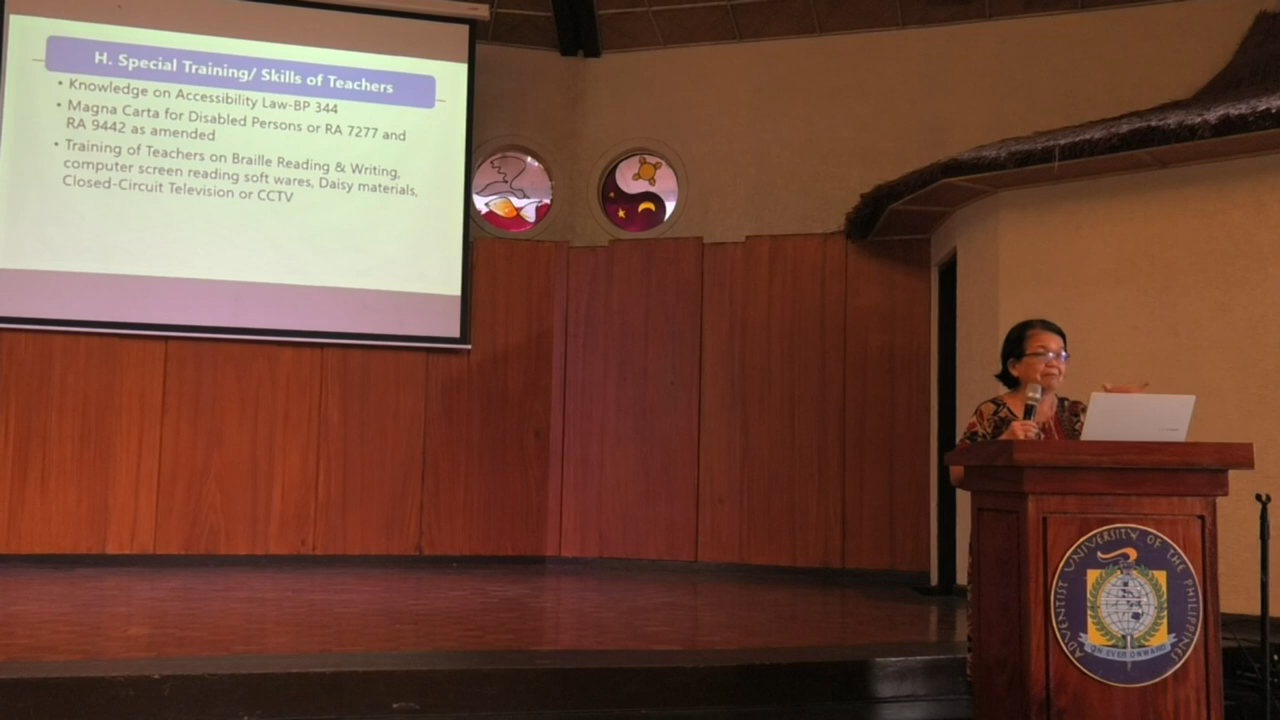 H. Special Training/ Skills of Teachers
• Knowledge on Accessibility Law-BP 344
• Magna Carta for Disabled Persons or RA 7277 and
RA 9442 as amended
• Training of Teachers on Braille Reading & Writing,
computer screen reading soft wares, Daisy materials,
Closed-Circuit Television or CCTV
ADVENTIST UNIVERSITY OF THE PHILIPPINES
ON EVER ONWARD